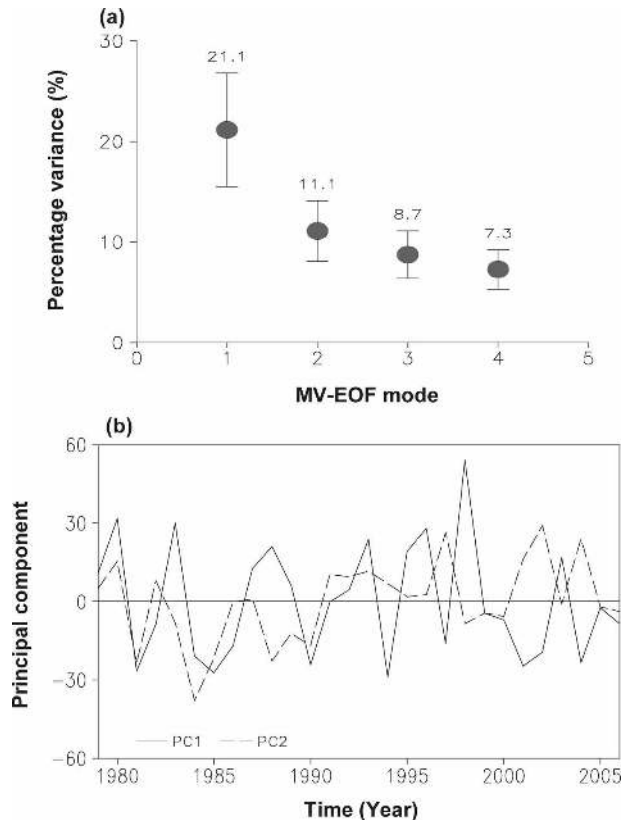 (a)
Percentage variance (%)
30
20
10
0
21.1
11.1
8.7
7.3
0 1 2 3 4 5
MV-EOF mode
(b)
Principal component
60
30
0
−30
−60
PC1 PC2
1980 1985 1990 1995 2000 2005
Time (Year)